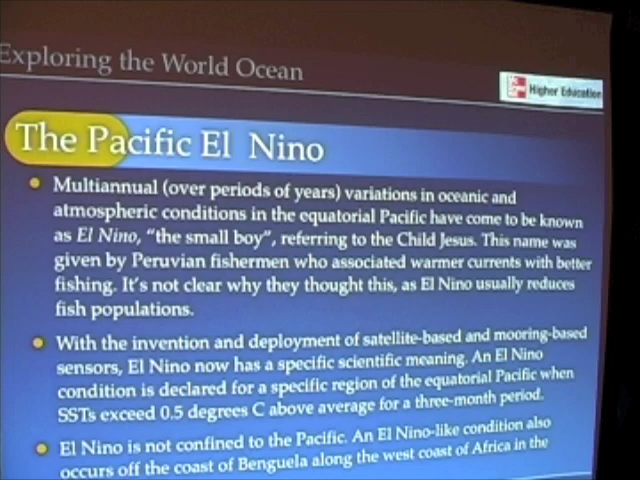 Exploring the World Ocean
Higher Education
The Pacific El Nino
Multiannual (over periods of years) variations in oceanic and
atmospheric conditions in the equatorial Pacific have come to be known
as El Nino, “the small boy”, referring to the Child Jesus. This name was
given by Peruvian fishermen who associated warmer currents with better
fishing. It’s not clear why they thought this, as El Nino usually reduces
fish populations.
With the invention and deployment of satellite-based and mooring-based
sensors, El Nino now has a specific scientific meaning. An El Nino
condition is declared for a specific region of the equatorial Pacific when
SSTs exceed 0.5 degrees C above average for a three-month period.
El Nino is not confined to the Pacific. An El Nino-like condition also
occurs off the coast of Benguela along the west coast of Africa in the